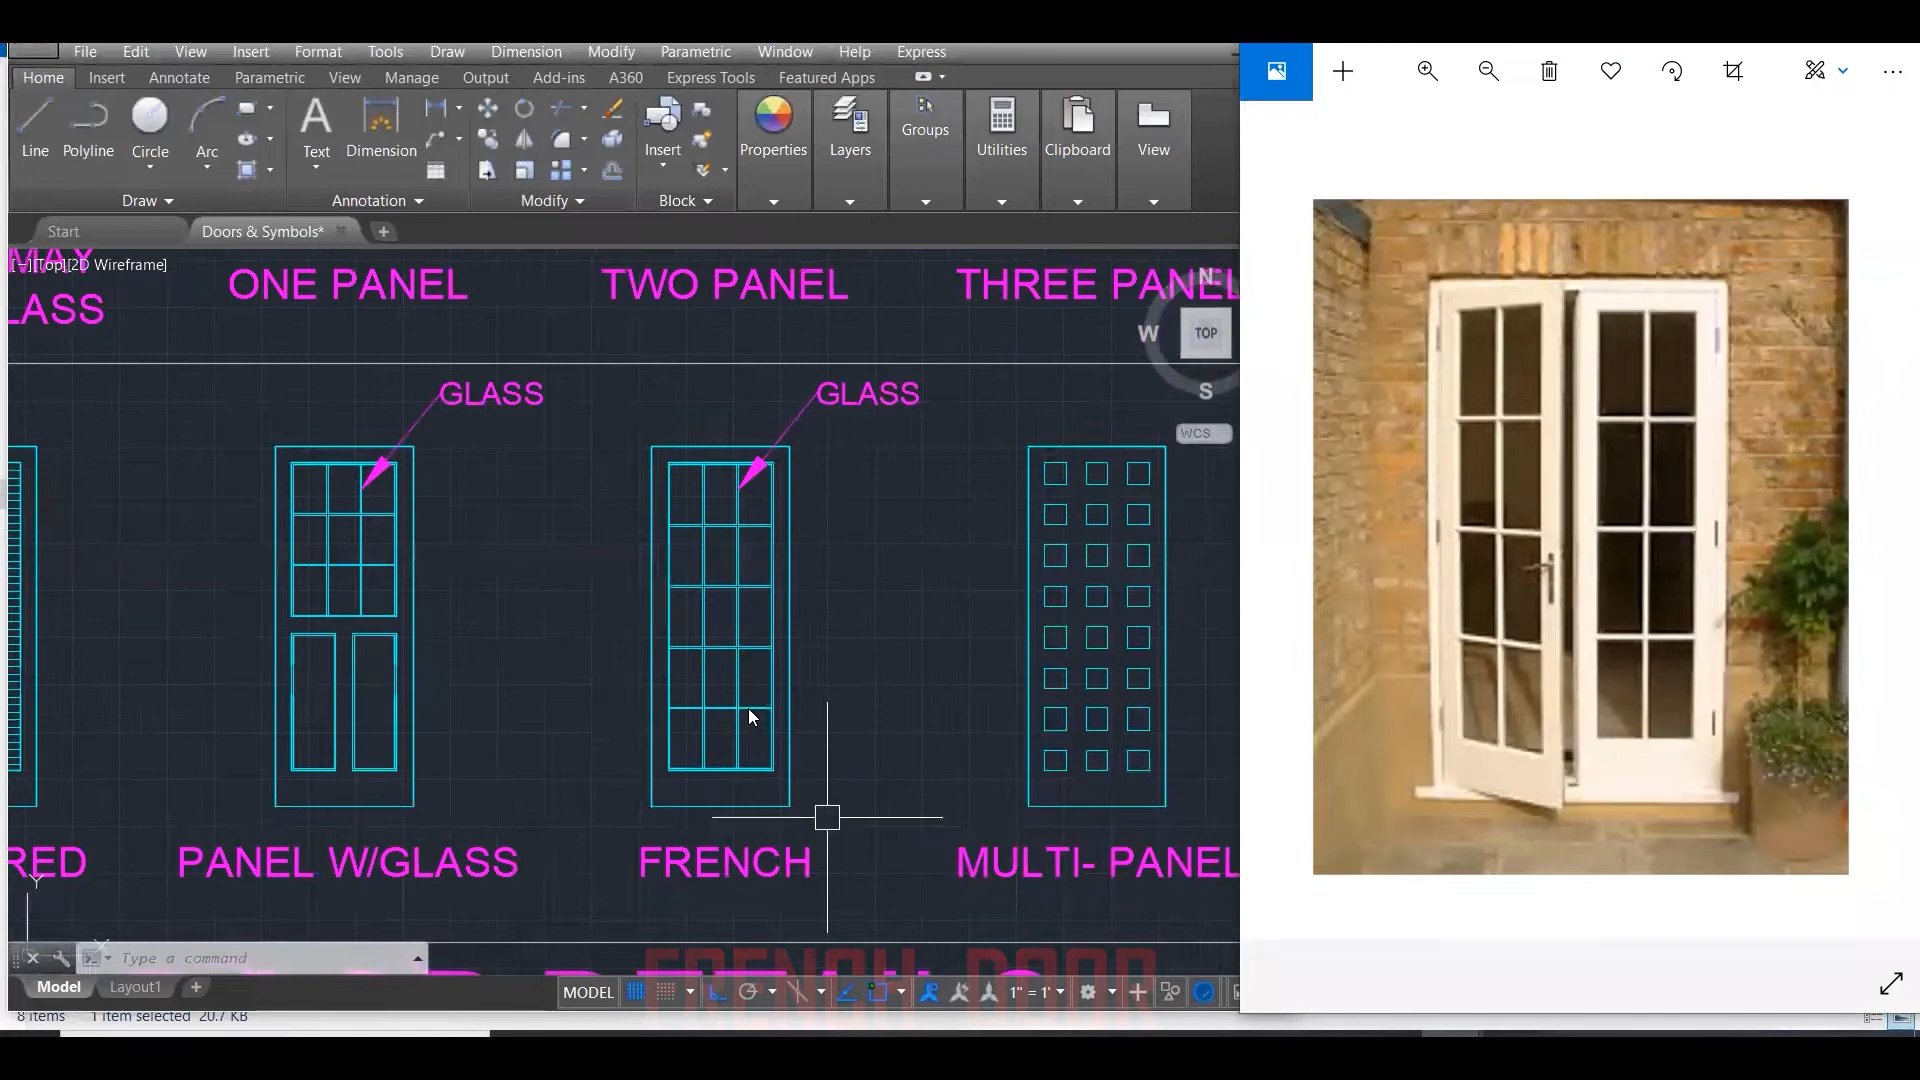 File Edit View Insert Format Tools Draw Dimension Modify Parametric Window Help Express
Home Insert Annotate Parametric View Manage Output Add-ins A360 Express Tools Featured Apps
Line Polyline Circle Arc Text Dimension Insert Properties Layers Groups Utilities Clipboard View
Draw Annotation Modify Block
Start Doors & Symbols*
[−][Top][2D Wireframe]
LASS ONE PANEL TWO PANEL THREE PANEL
N
W TOP
S
WCS
GLASS GLASS
RED PANEL W/GLASS FRENCH MULTI- PANEL
Y
X
Type a command
FRENCH DOOR
Model Layout1 MODEL 1" = 1'
8 items 1 item selected 20.7 KB